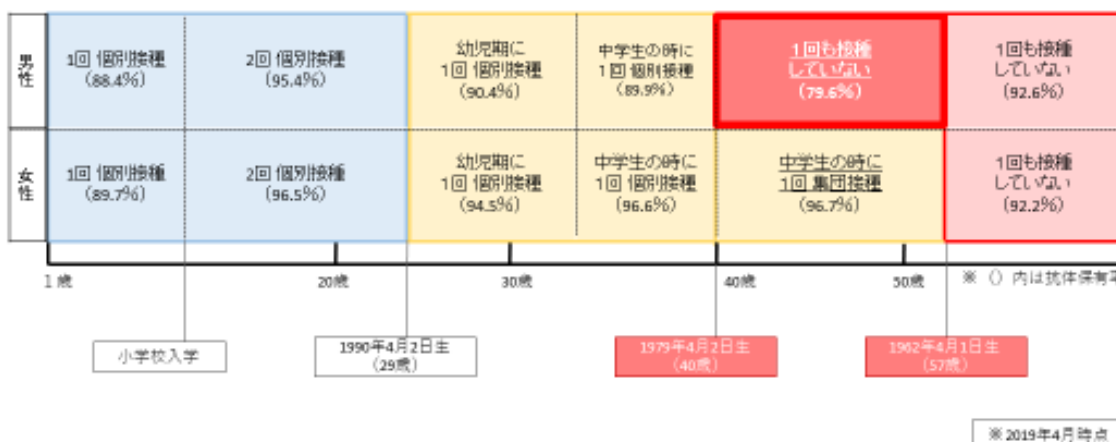 男性
1回 個別接種
(88.4%)
2回 個別接種
(95.4%)
幼児期に
1回 個別接種
(90.4%)
中学生の時に
1回 個別接種
(89.9%)
1回も接種
していない
(79.6%)
1回も接種
していない
(92.6%)
女性
1回 個別接種
(89.7%)
2回 個別接種
(96.5%)
幼児期に
1回 個別接種
(94.5%)
中学生の時に
1回 個別接種
(96.6%)
中学生の時に
1回 集団接種
(96.7%)
1回も接種
していない
(92.2%)
1歳
20歳
30歳
40歳
50歳
※ () 内は抗体保有
小学校入学
1990年4月2日生
(29歳)
1979年4月2日生
(40歳)
1962年4月1日生
(57歳)
※2019年4月時点